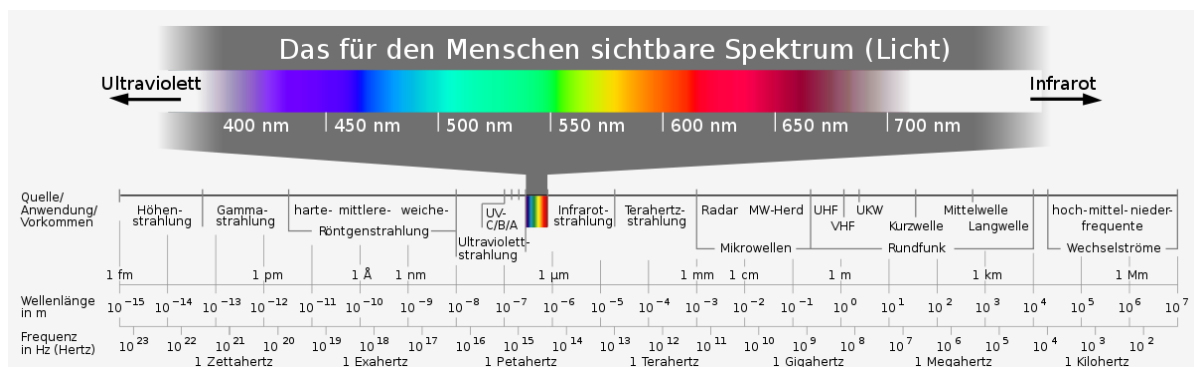 Das für den Menschen sichtbare Spektrum (Licht)
Ultraviolett
Infrarot
400 nm 450 nm 500 nm 550 nm 600 nm 650 nm 700 nm
Quelle/
Anwendung/
Vorkommen
Höhen-
strahlung
Gamma-
strahlung
harte- mittlere- weiche-
Röntgenstrahlung
UV-
C/B/A
Ultraviolett-
strahlung
Infrarot-
strahlung
Terahertz-
strahlung
Radar MW-Herd
Mikrowellen
UHF UKW Mittelwelle
VHF Kurzwelle Langwelle
Rundfunk
hoch- mittel- nieder-
frequente
Wechselströme
1 fm 1 pm 1 Å 1 nm 1 µm 1 mm 1 cm 1 m 1 km 1 Mm
Wellenlänge
in m
10⁻¹⁵ 10⁻¹⁴ 10⁻¹³ 10⁻¹² 10⁻¹¹ 10⁻¹⁰ 10⁻⁹ 10⁻⁸ 10⁻⁷ 10⁻⁶ 10⁻⁵ 10⁻⁴ 10⁻³ 10⁻² 10⁻¹ 10⁰ 10¹ 10² 10³ 10⁴ 10⁵ 10⁶ 10⁷
Frequenz
in Hz (Hertz)
10²³ 10²² 10²¹ 10²⁰ 10¹⁹ 10¹⁸ 10¹⁷ 10¹⁶ 10¹⁵ 10¹⁴ 10¹³ 10¹² 10¹¹ 10¹⁰ 10⁹ 10⁸ 10⁷ 10⁶ 10⁵ 10⁴ 10³ 10²
1 Zettahertz 1 Exahertz 1 Petahertz 1 Terahertz 1 Gigahertz 1 Megahertz 1 Kilohertz